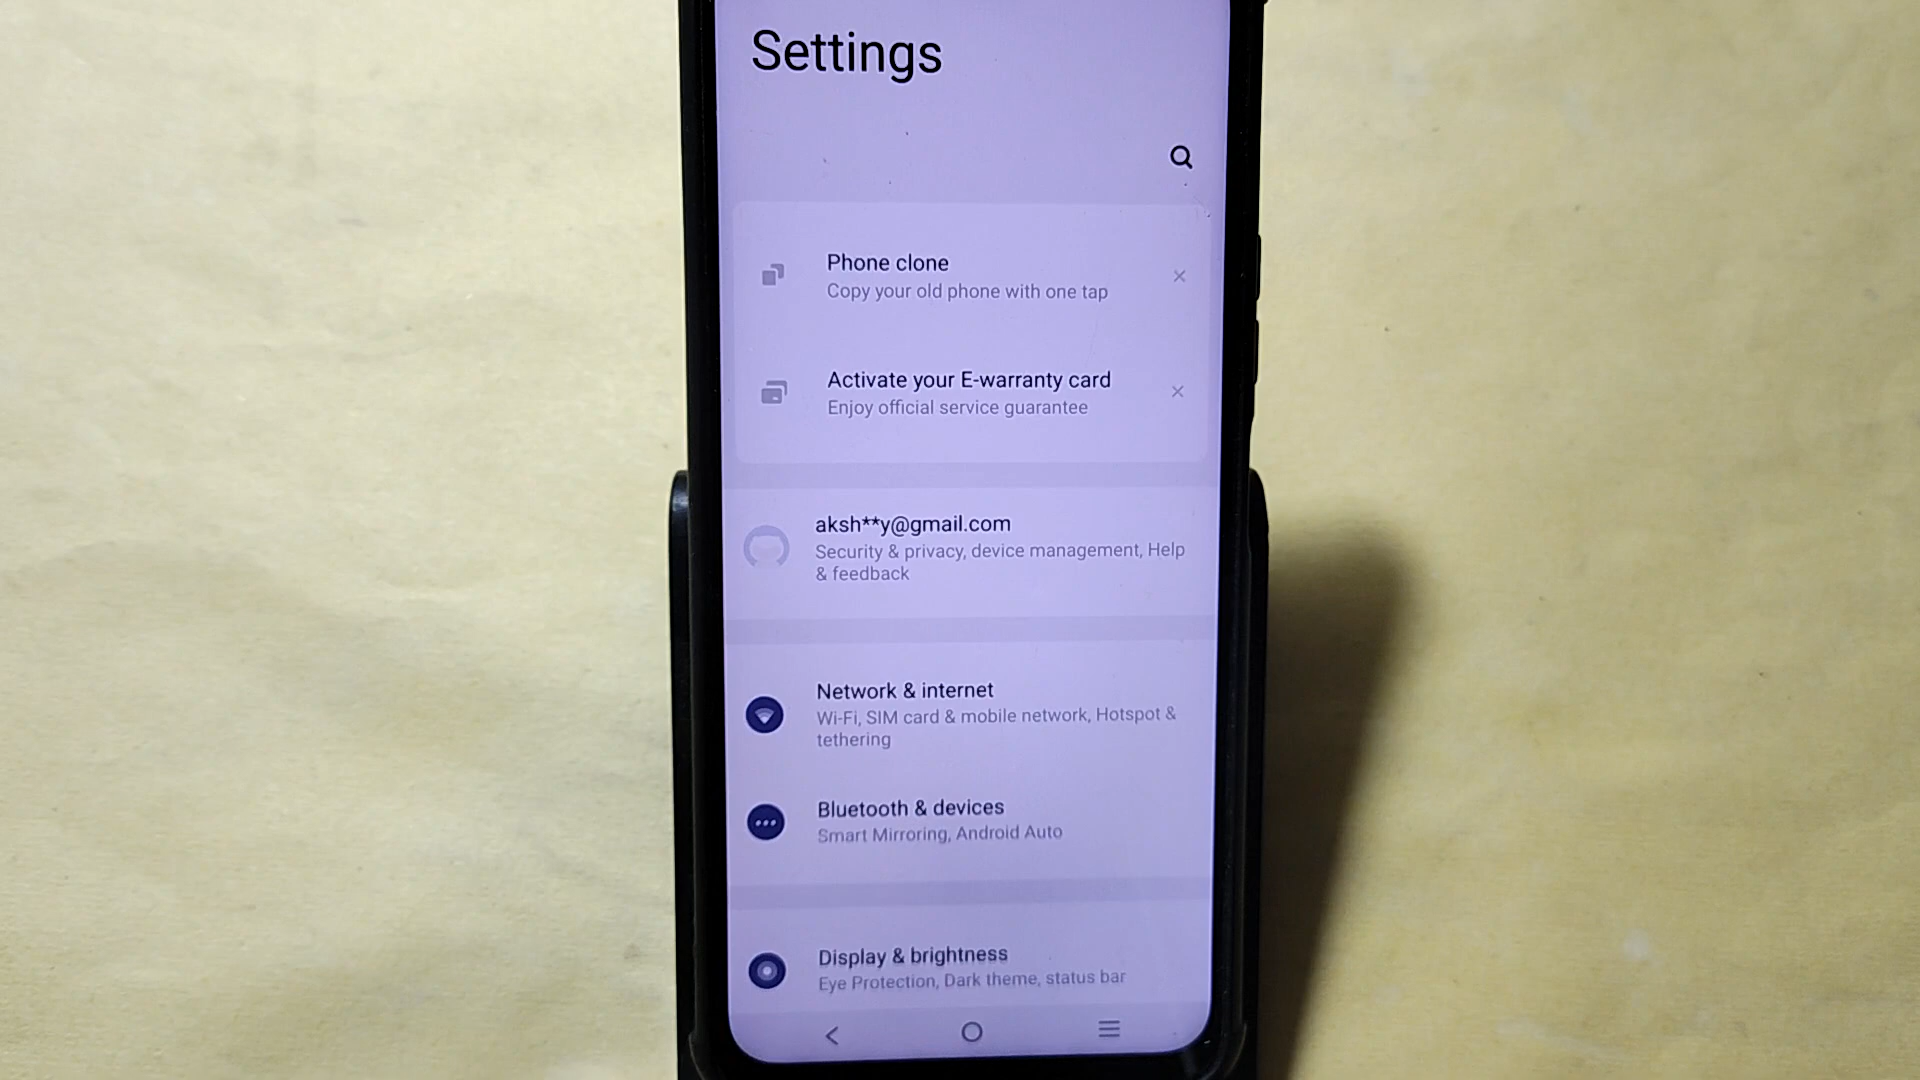 Settings
Phone clone
Copy your old phone with one tap
Activate your E-warranty card
Enjoy official service guarantee
aksh**y@gmail.com
Security & privacy, device management, Help
& feedback
Network & internet
Wi-Fi, SIM card & mobile network, Hotspot &
tethering
Bluetooth & devices
Smart Mirroring, Android Auto
Display & brightness
Eye Protection, Dark theme, status bar